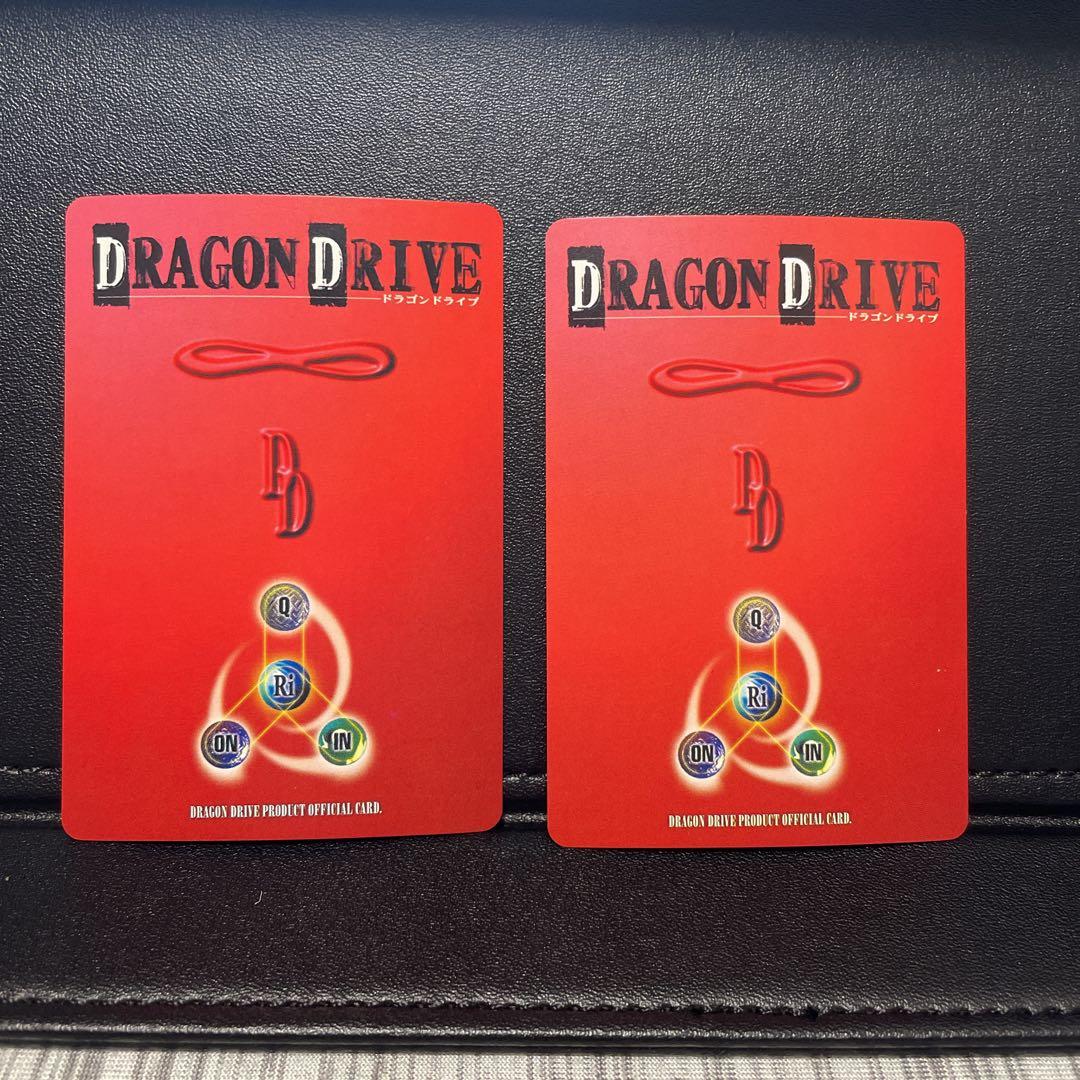 DRAGON DRIVE
ドラゴンドライブ
DD
Q
Ri
ON
IN
DRAGON DRIVE PRODUCT OFFICIAL CARD.
DRAGON DRIVE
ドラゴンドライブ
DD
Q
Ri
ON
IN
DRAGON DRIVE PRODUCT OFFICIAL CARD.